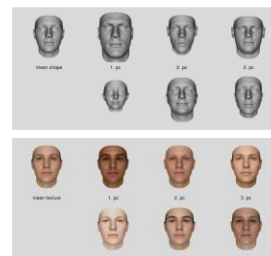 mean shape 1. pc 2. pc 3. pc
mean texture 1. pc 2. pc 3. pc